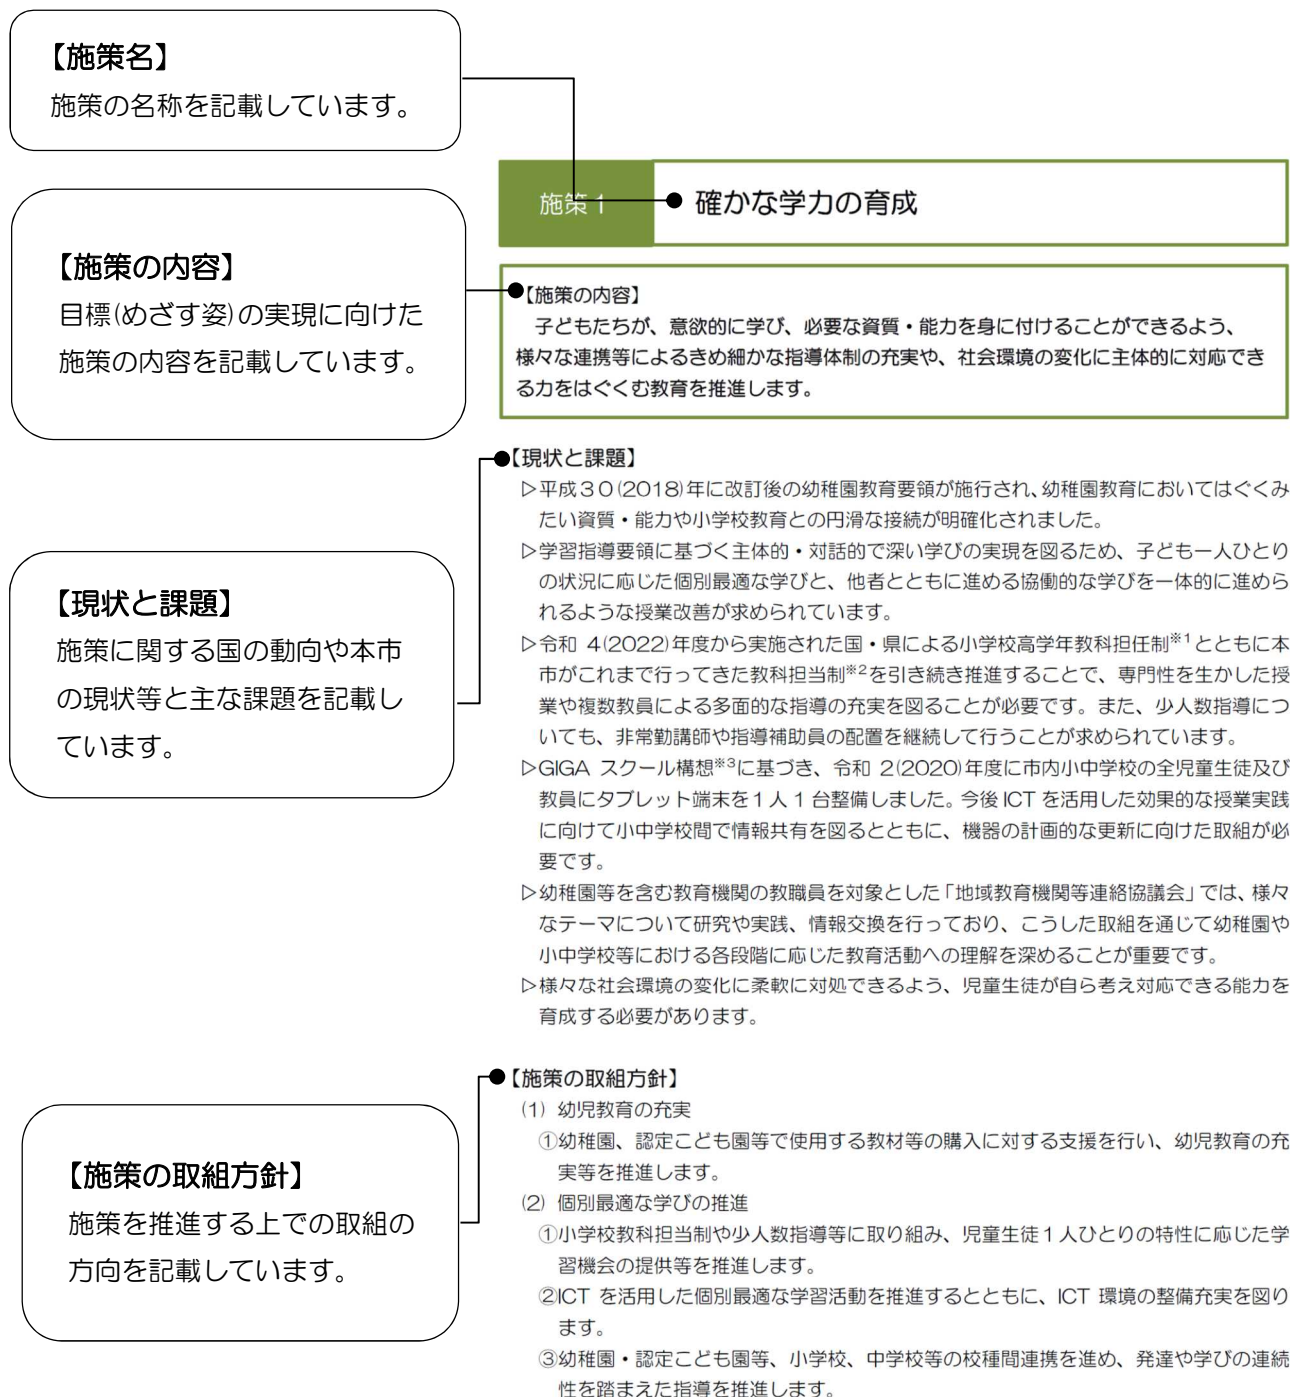 【施策名】
施策の名称を記載しています。
施策1
確かな学力の育成
【施策の内容】
目標(めざす姿)の実現に向けた
施策の内容を記載しています。
【施策の内容】
子どもたちが、意欲的に学び、必要な資質・能力を身に付けることができるよう、
様々な連携等によるきめ細かな指導体制の充実や、社会環境の変化に主体的に対応でき
る力をはぐくむ教育を推進します。
【現状と課題】
施策に関する国の動向や本市
の現状等と主な課題を記載し
ています。
【現状と課題】
▷平成30(2018)年に改訂後の幼稚園教育要領が施行され、幼稚園教育においてはぐくみ
たい資質・能力や小学校教育との円滑な接続が明確化されました。
▷学習指導要領に基づく主体的・対話的で深い学びの実現を図るため、子ども一人ひとり
の状況に応じた個別最適な学びと、他者とともに進める協働的な学びを一体的に進めら
れるような授業改善が求められています。
▷令和 4(2022)年度から実施された国・県による小学校高学年教科担任制※1とともに本
市がこれまで行ってきた教科担当制※2を引き続き推進することで、専門性を生かした授
業や複数教員による多面的な指導の充実を図ることが必要です。また、少人数指導につ
いても、非常勤講師や指導補助員の配置を継続して行うことが求められています。
▷GIGA スクール構想※3に基づき、令和 2(2020)年度に市内小中学校の全児童生徒及び
教員にタブレット端末を1人1台整備しました。今後ICTを活用した効果的な授業実践
に向けて小中学校間で情報共有を図るとともに、機器の計画的な更新に向けた取組が必
要です。
▷幼稚園等を含む教育機関の教職員を対象とした「地域教育機関等連絡協議会」では、様々
なテーマについて研究や実践、情報交換を行っており、こうした取組を通じて幼稚園や
小中学校等における各段階に応じた教育活動への理解を深めることが重要です。
▷様々な社会環境の変化に柔軟に対処できるよう、児童生徒が自ら考え対応できる能力を
育成する必要があります。
【施策の取組方針】
施策を推進する上での取組の
方向を記載しています。
【施策の取組方針】
(1) 幼児教育の充実
①幼稚園、認定こども園等で使用する教材等の購入に対する支援を行い、幼児教育の充
実等を推進します。
(2) 個別最適な学びの推進
①小学校教科担当制や少人数指導等に取り組み、児童生徒1人ひとりの特性に応じた学
習機会の提供等を推進します。
②ICT を活用した個別最適な学習活動を推進するとともに、ICT 環境の整備充実を図り
ます。
③幼稚園・認定こども園等、小学校、中学校等の校種間連携を進め、発達や学びの連続
性を踏まえた指導を推進します。